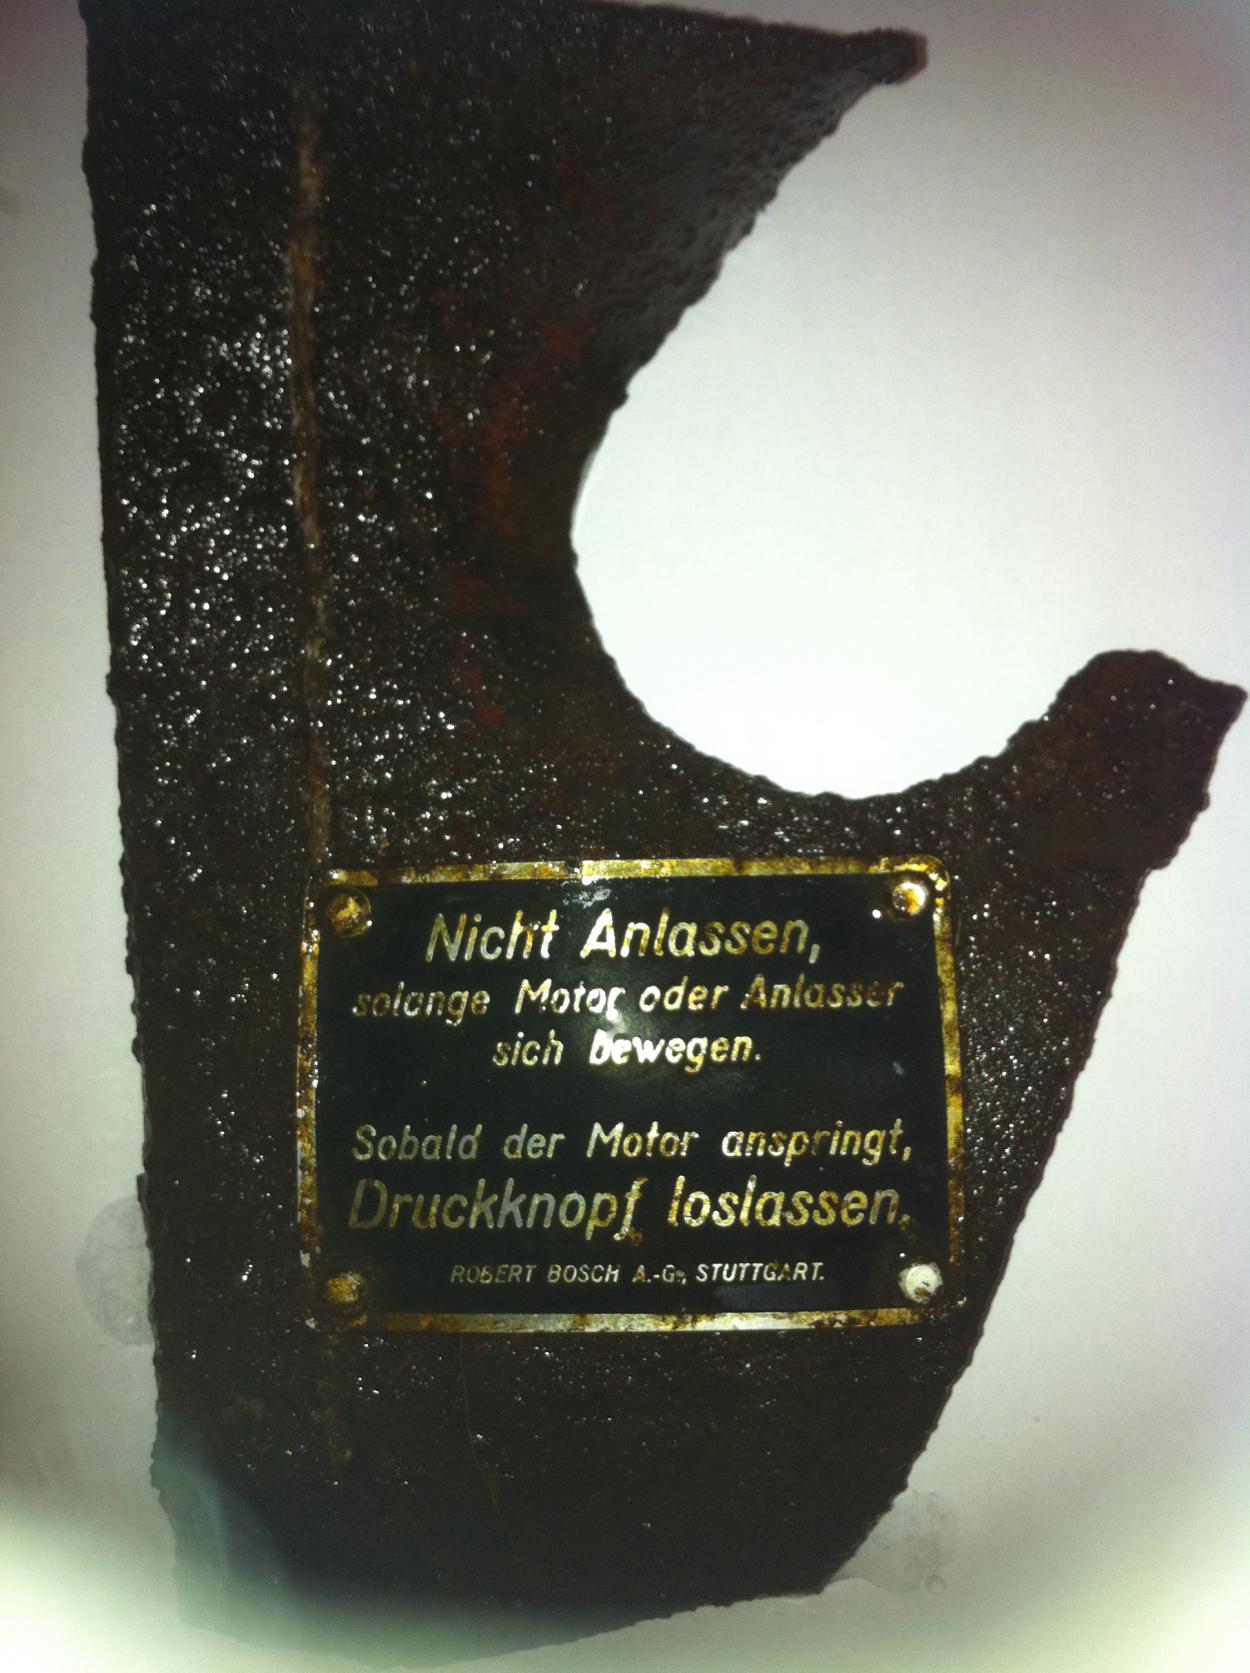 Nicht Anlassen,
solange Motor oder Anlasser
sich bewegen.
Sobald der Motor anspringt,
Druckknopf loslassen.
ROBERT BOSCH A.-G., STUTTGART.